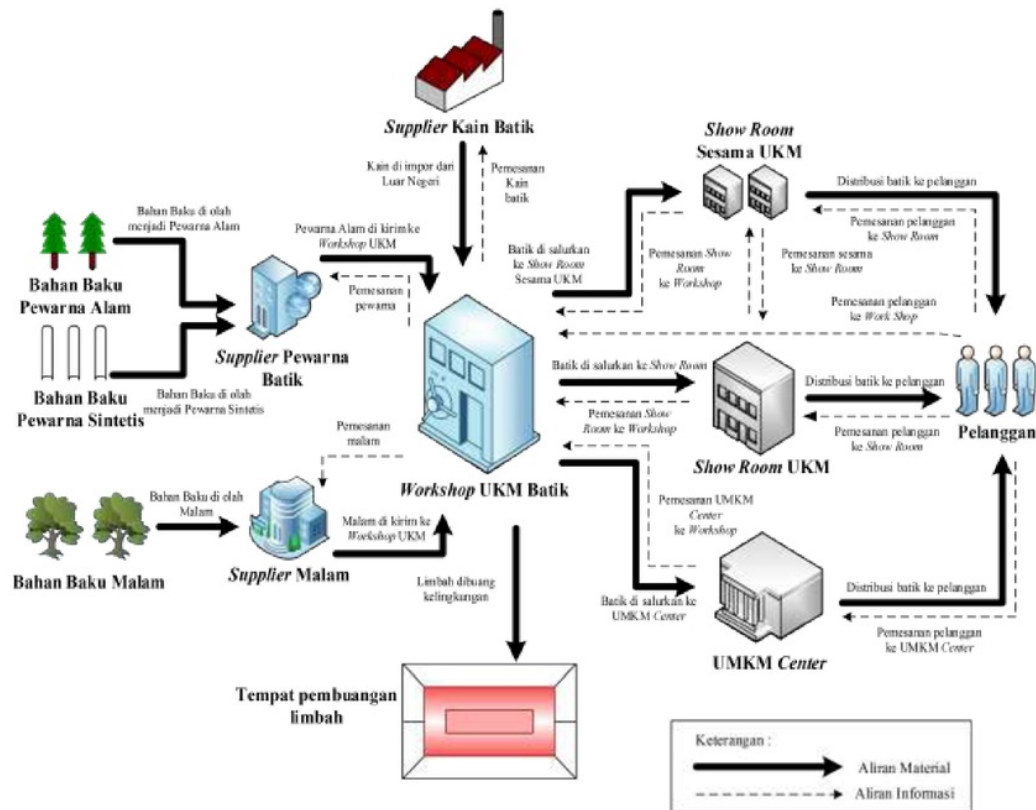 Supplier Kain Batik
Kain di impor dari
Luar Negeri
Pemesanan
Kain
batik
Show Room
Sesama UKM
Distribusi batik ke pelanggan
Pemesanan pelanggan
ke Show Room
Bahan Baku di olah
menjadi Pewarna Alam
Pewarna Alam di kirim ke
Workshop UKM
Batik di salurkan
ke Show Room
Sesama UKM
Pemesanan Show
Room
ke Workshop
Pemesanan sesama
ke Show Room
Bahan Baku
Pewarna Alam
Pemesanan
pewarna
Pemesanan pelanggan
ke Work Shop
Supplier Pewarna
Batik
Bahan Baku
Pewarna Sintetis
Bahan Baku di olah
menjadi Pewarna Sintetis
Batik di salurkan ke Show Room
Distribusi batik ke pelanggan
Pemesanan Show
Room ke Workshop
Pemesanan pelanggan
ke Show Room
Pelanggan
Pemesanan
malam
Show Room UKM
Workshop UKM Batik
Bahan Baku di olah
Malam
Malam di kirim ke
Workshop UKM
Pemesanan UMKM
Center
ke Workshop
Bahan Baku Malam
Supplier Malam
Limbah dibuang
kelingkungan
Batik di salurkan ke
UMKM Center
Distribusi batik ke pelanggan
Pemesanan pelanggan
ke UMKM Center
UMKM Center
Tempat pembuangan
limbah
Keterangan :
Aliran Material
Aliran Informasi